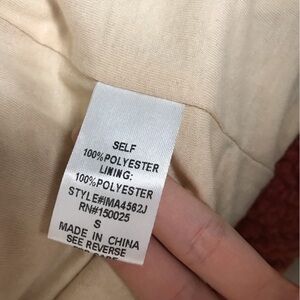 SELF
100%POLYESTER
LINING:
100%POLYESTER
STYLE#IMA4562J
RN#150025
S
MADE IN CHINA
SEE REVERSE